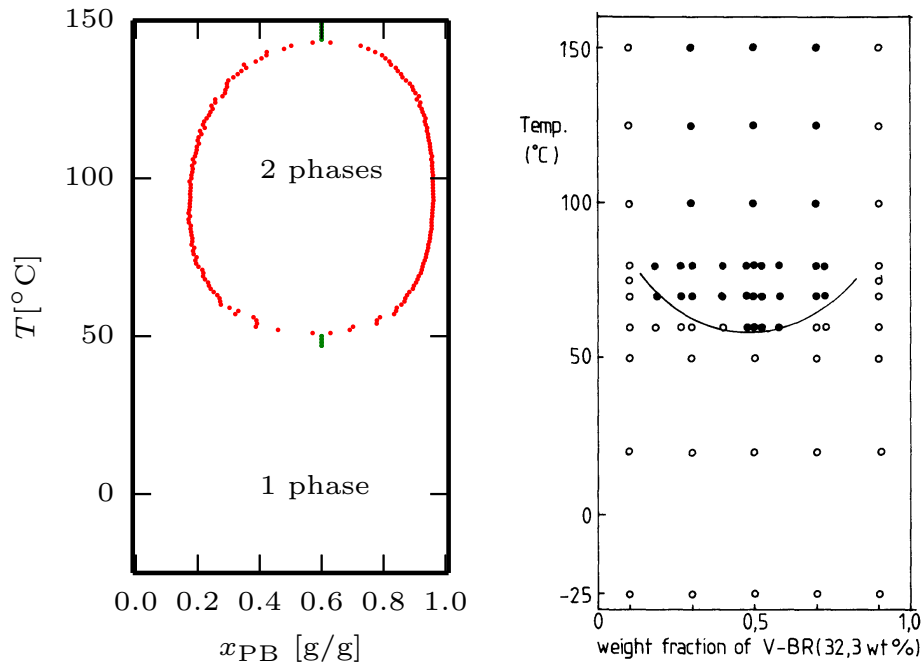 150
100
50
0
T[°C]
2 phases
1 phase
0.0 0.2 0.4 0.6 0.8 1.0
xPB [g/g]
150
Temp.
(°C)
100
50
0
-25
0 0,5 1,0
weight fraction of V-BR(32,3 wt%)